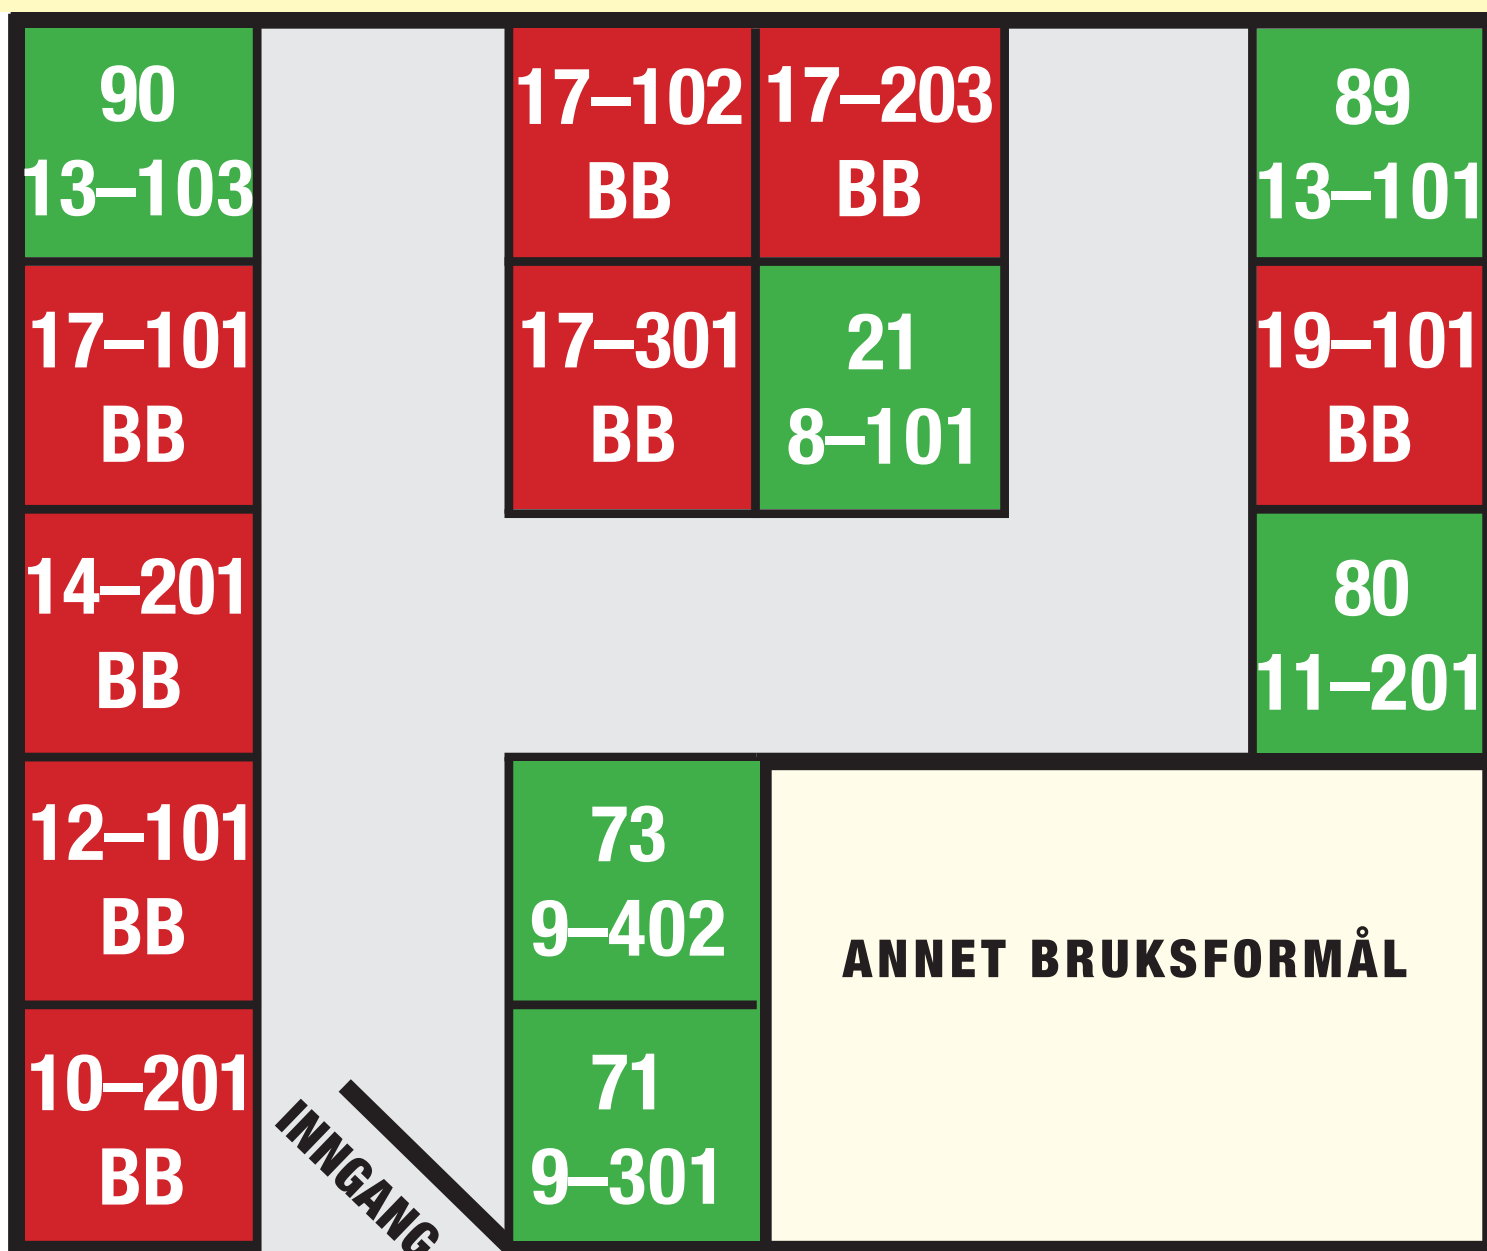 90
13–103
17–102
BB
17–203
BB
89
13–101
17–101
BB
17–301
BB
21
8–101
19–101
BB
14–201
BB
80
11–201
12–101
BB
73
9–402
ANNET BRUKSFORMÅL
10–201
BB
INNGANG
71
9–301